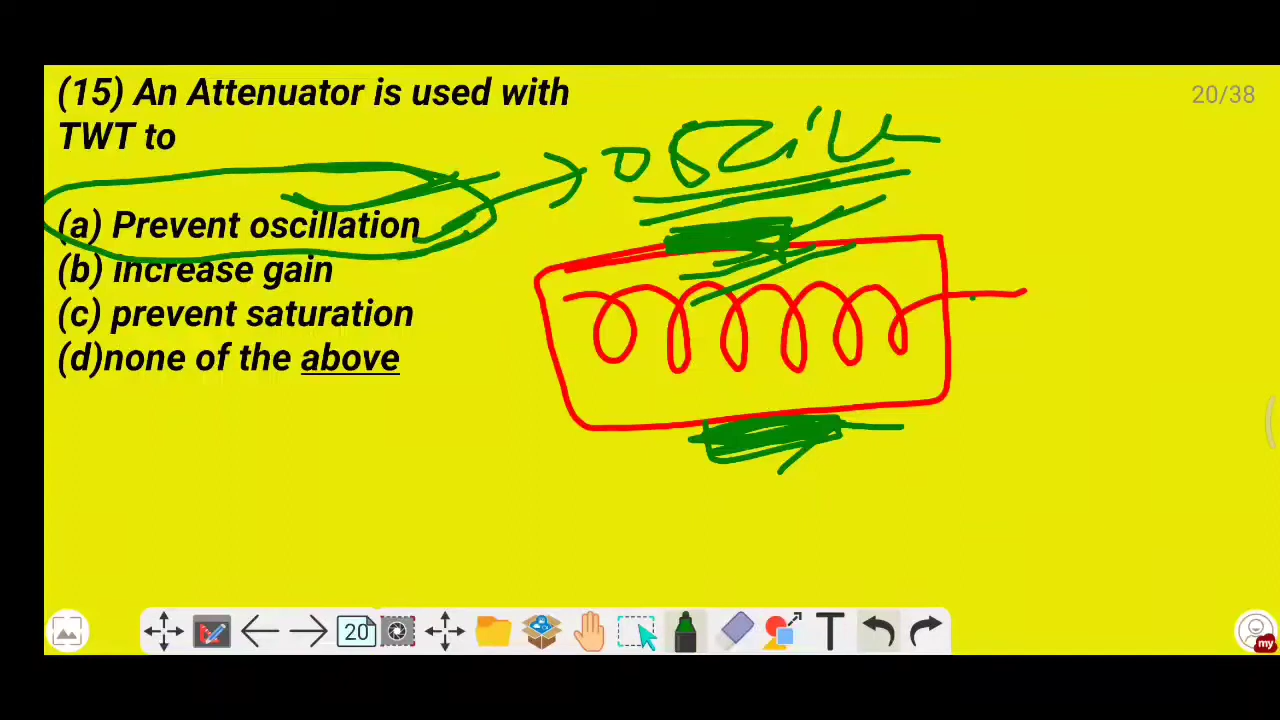 (15) An Attenuator is used with
20/38
TWT to
(a) Prevent oscillation
(b) increase gain
(c) prevent saturation
(d)none of the above
20
my